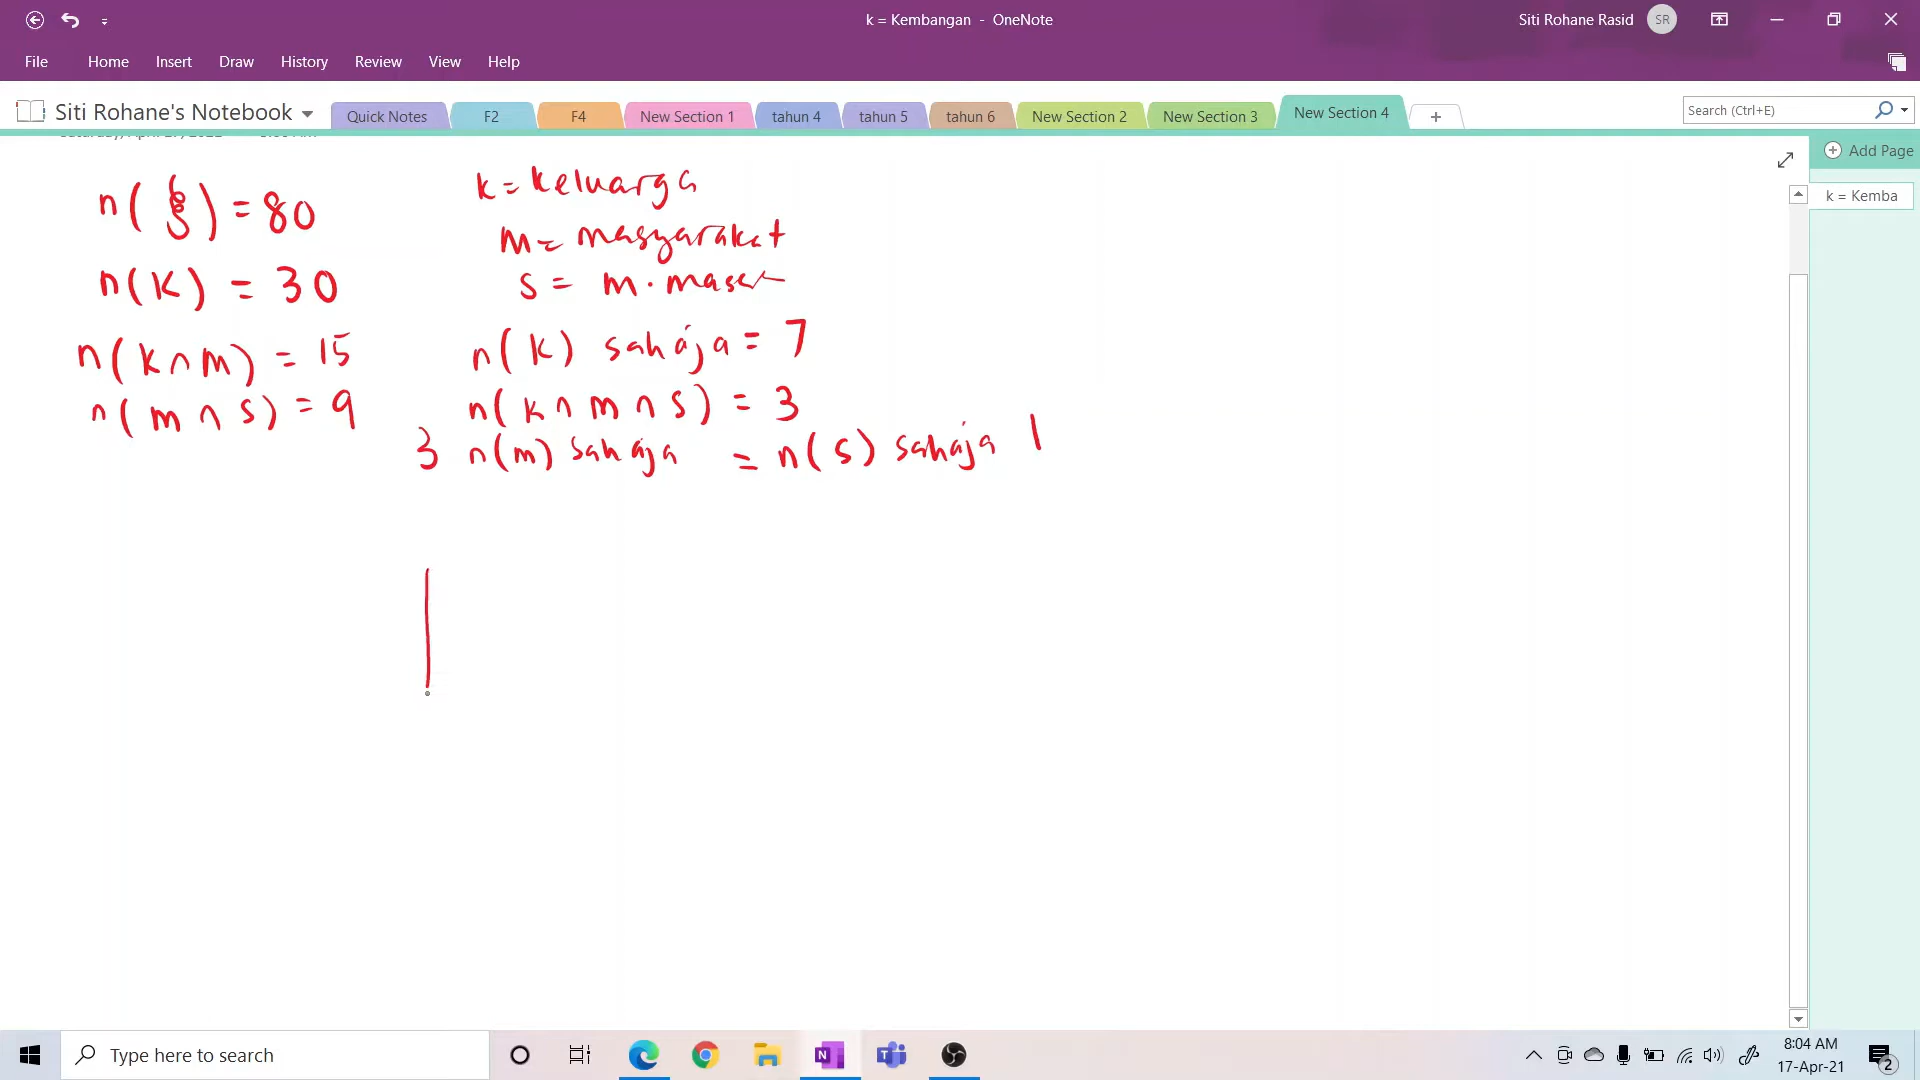 k = Kembangan - OneNote
Siti Rohane Rasid
SR
File Home Insert Draw History Review View Help
Siti Rohane's Notebook
Quick Notes F2 F4 New Section 1 tahun 4 tahun 5 tahun 6 New Section 2 New Section 3 New Section 4 +
Search (Ctrl+E)
Add Page
k = Kemba
n(ξ) = 80
n(K) = 30
n(K ∩ M) = 15
n(M ∩ S) = 9
K = Keluarga
M = Masyarakat
S = M.
n(K) sahaja = 7
n(K ∩ M ∩ S) = 3
3 n(M) sahaja = n(S) sahaja 1
Type here to search
N
8:04 AM
17-Apr-21
2